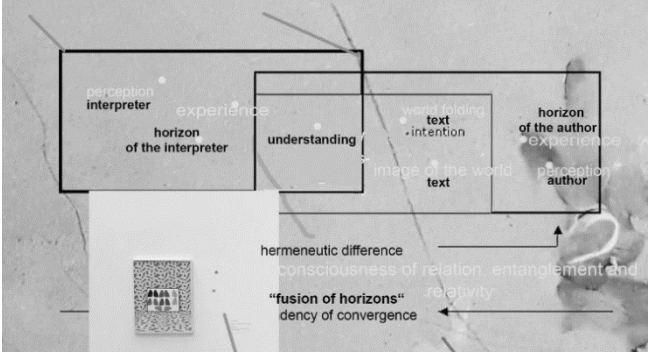 perception
interpreter
experience
horizon
of the interpreter
understanding
world folding
text
intention
image of the world
text
horizon
of the author
experience
perception
author
hermeneutic difference
consciousness of relation, entanglement and
relativity
“fusion of horizons“
dency of convergence